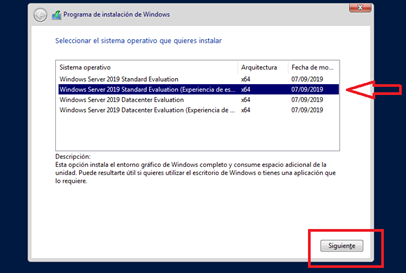 Programa de instalación de Windows
Seleccionar el sistema operativo que quieres instalar
Sistema operativo Arquitectura Fecha de mo...
Windows Server 2019 Standard Evaluation x64 07/09/2019
Windows Server 2019 Standard Evaluation (Experiencia de es... x64 07/09/2019
Windows Server 2019 Datacenter Evaluation x64 07/09/2019
Windows Server 2019 Datacenter Evaluation (Experiencia de ... x64 07/09/2019
Descripción:
Esta opción instala el entorno gráfico de Windows completo y consume espacio adicional de la
unidad. Puede resultarte útil si quieres utilizar el escritorio de Windows o tienes una aplicación que
lo requiere.
Siguiente